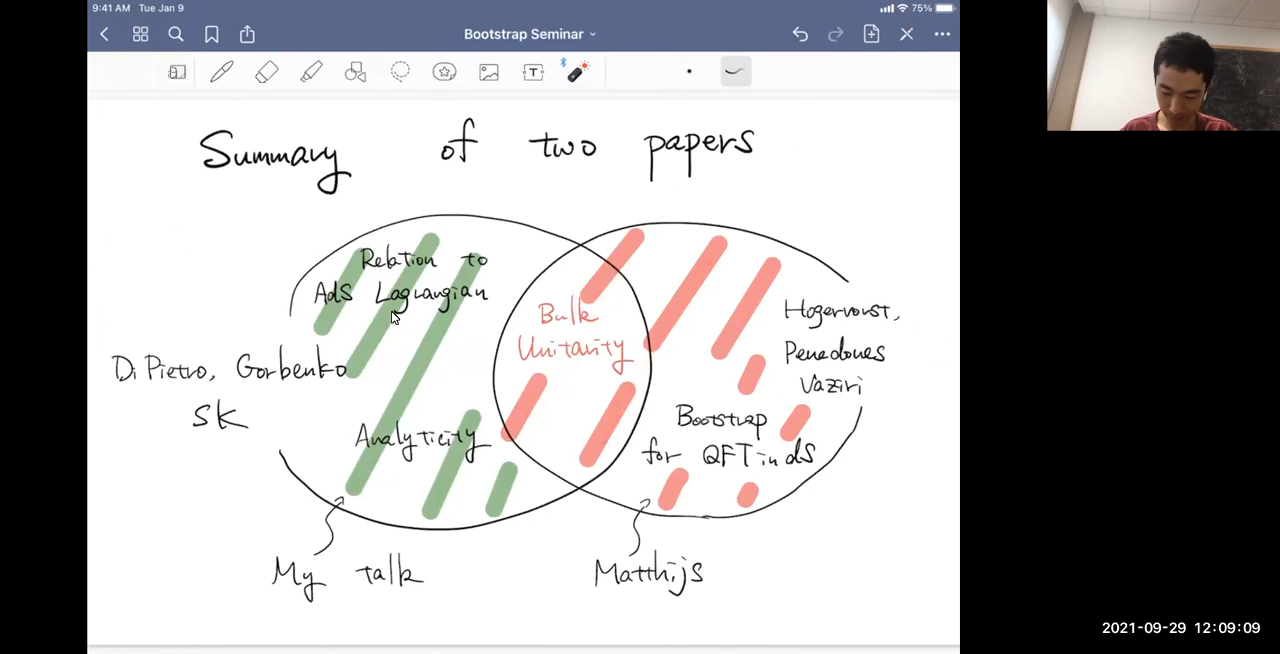 9:41 AM Tue Jan 9
75%
Bootstrap Seminar
T
Summary of two papers
Relation to
AdS Lagrangian
Bulk
Unitarity
Hogervorst,
Penedones
Vaziri
Di Pietro, Gorbenko
SK
Analyticity
Bootstrap
for QFT in dS
My talk
Matthijs
2021-09-29 12:09:09